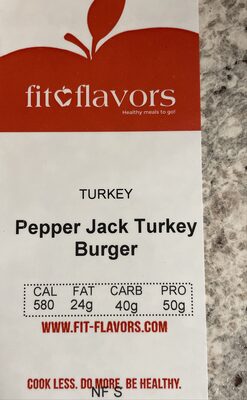 fit flavors
Healthy meals to go!
TURKEY
Pepper Jack Turkey
Burger
CAL FAT CARB PRO
580 24g 40g 50g
WWW.FIT-FLAVORS.COM
COOK LESS. DO MORE. BE HEALTHY.
NF S